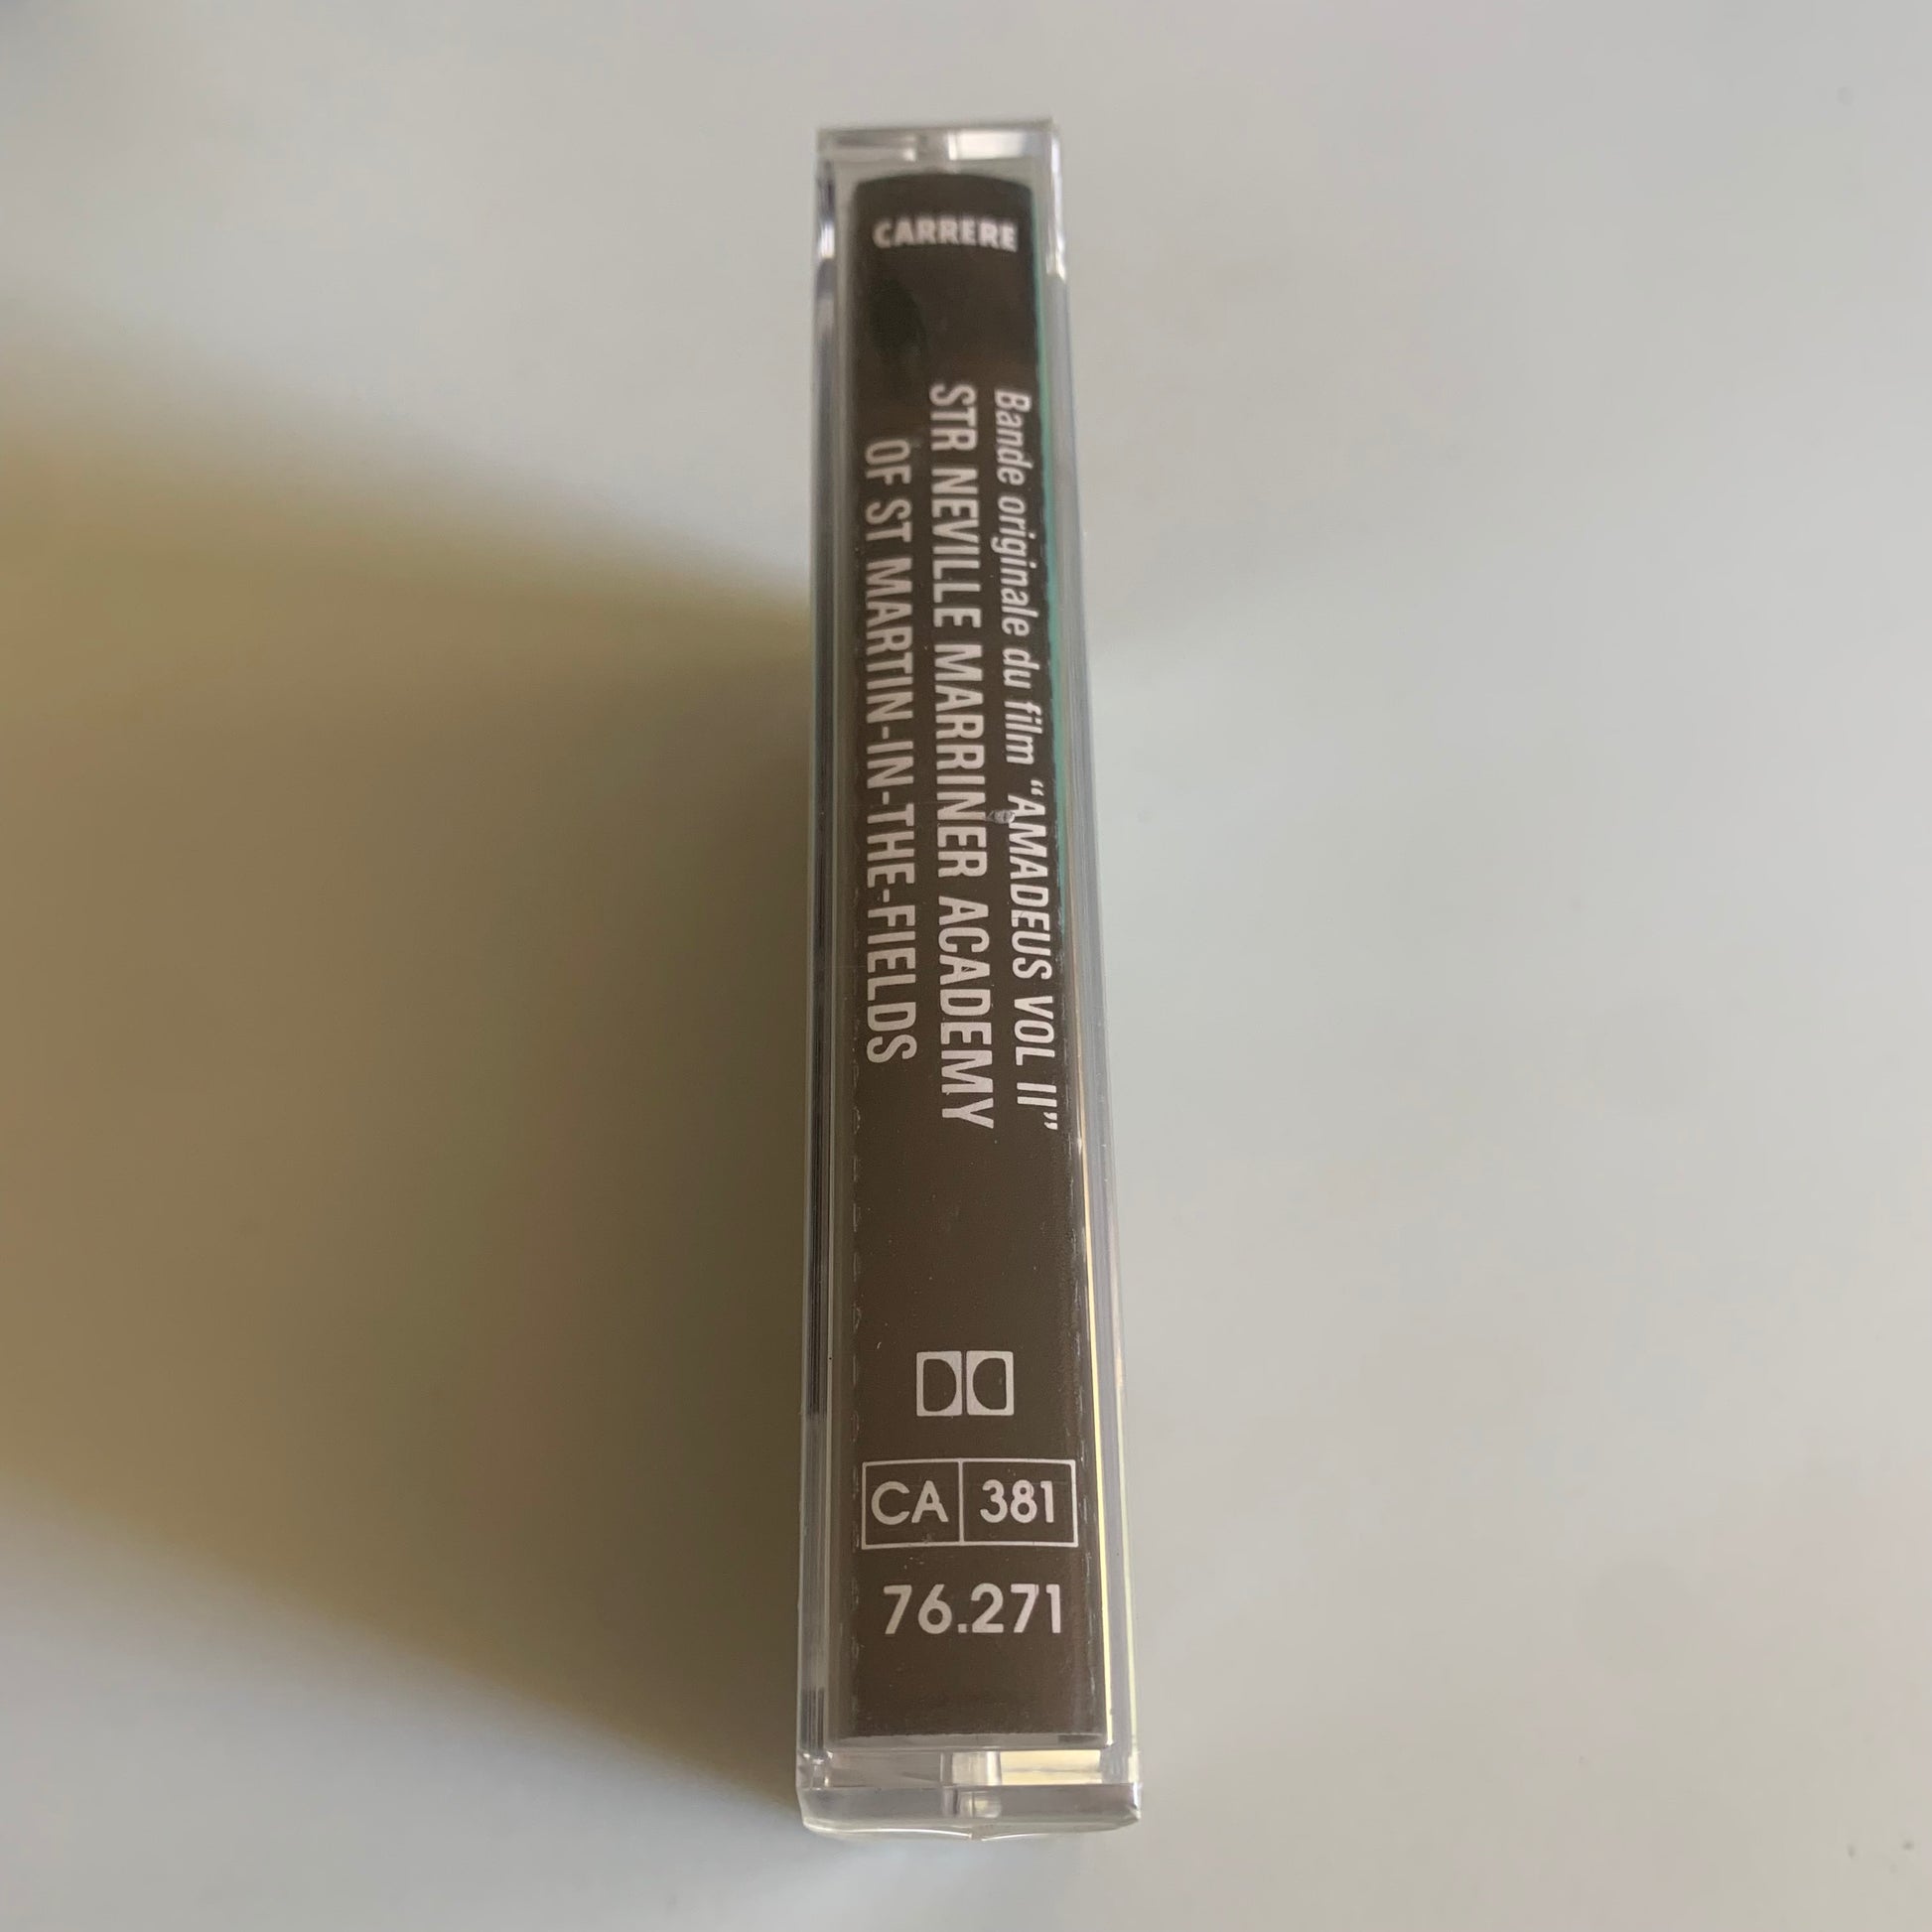 CARRERE
Bande originale du film “AMADEUS VOL II”
STR NEVILLE MARRINER ACADEMY
OF ST MARTIN-IN-THE-FIELDS
CA 381
76.271